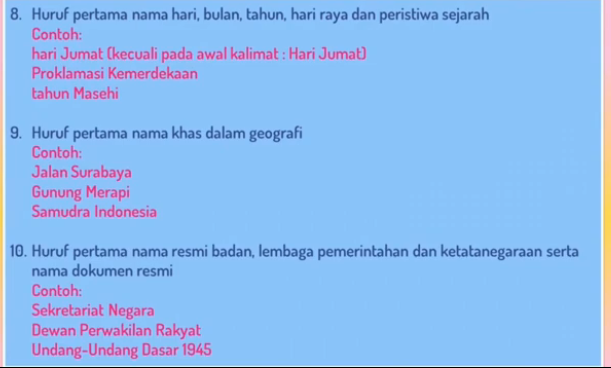 8. Huruf pertama nama hari, bulan, tahun, hari raya dan peristiwa sejarah
Contoh:
hari Jumat (kecuali pada awal kalimat : Hari Jumat)
Proklamasi Kemerdekaan
tahun Masehi
9. Huruf pertama nama khas dalam geografi
Contoh:
Jalan Surabaya
Gunung Merapi
Samudra Indonesia
10. Huruf pertama nama resmi badan, lembaga pemerintahan dan ketatanegaraan serta
nama dokumen resmi
Contoh:
Sekretariat Negara
Dewan Perwakilan Rakyat
Undang-Undang Dasar 1945